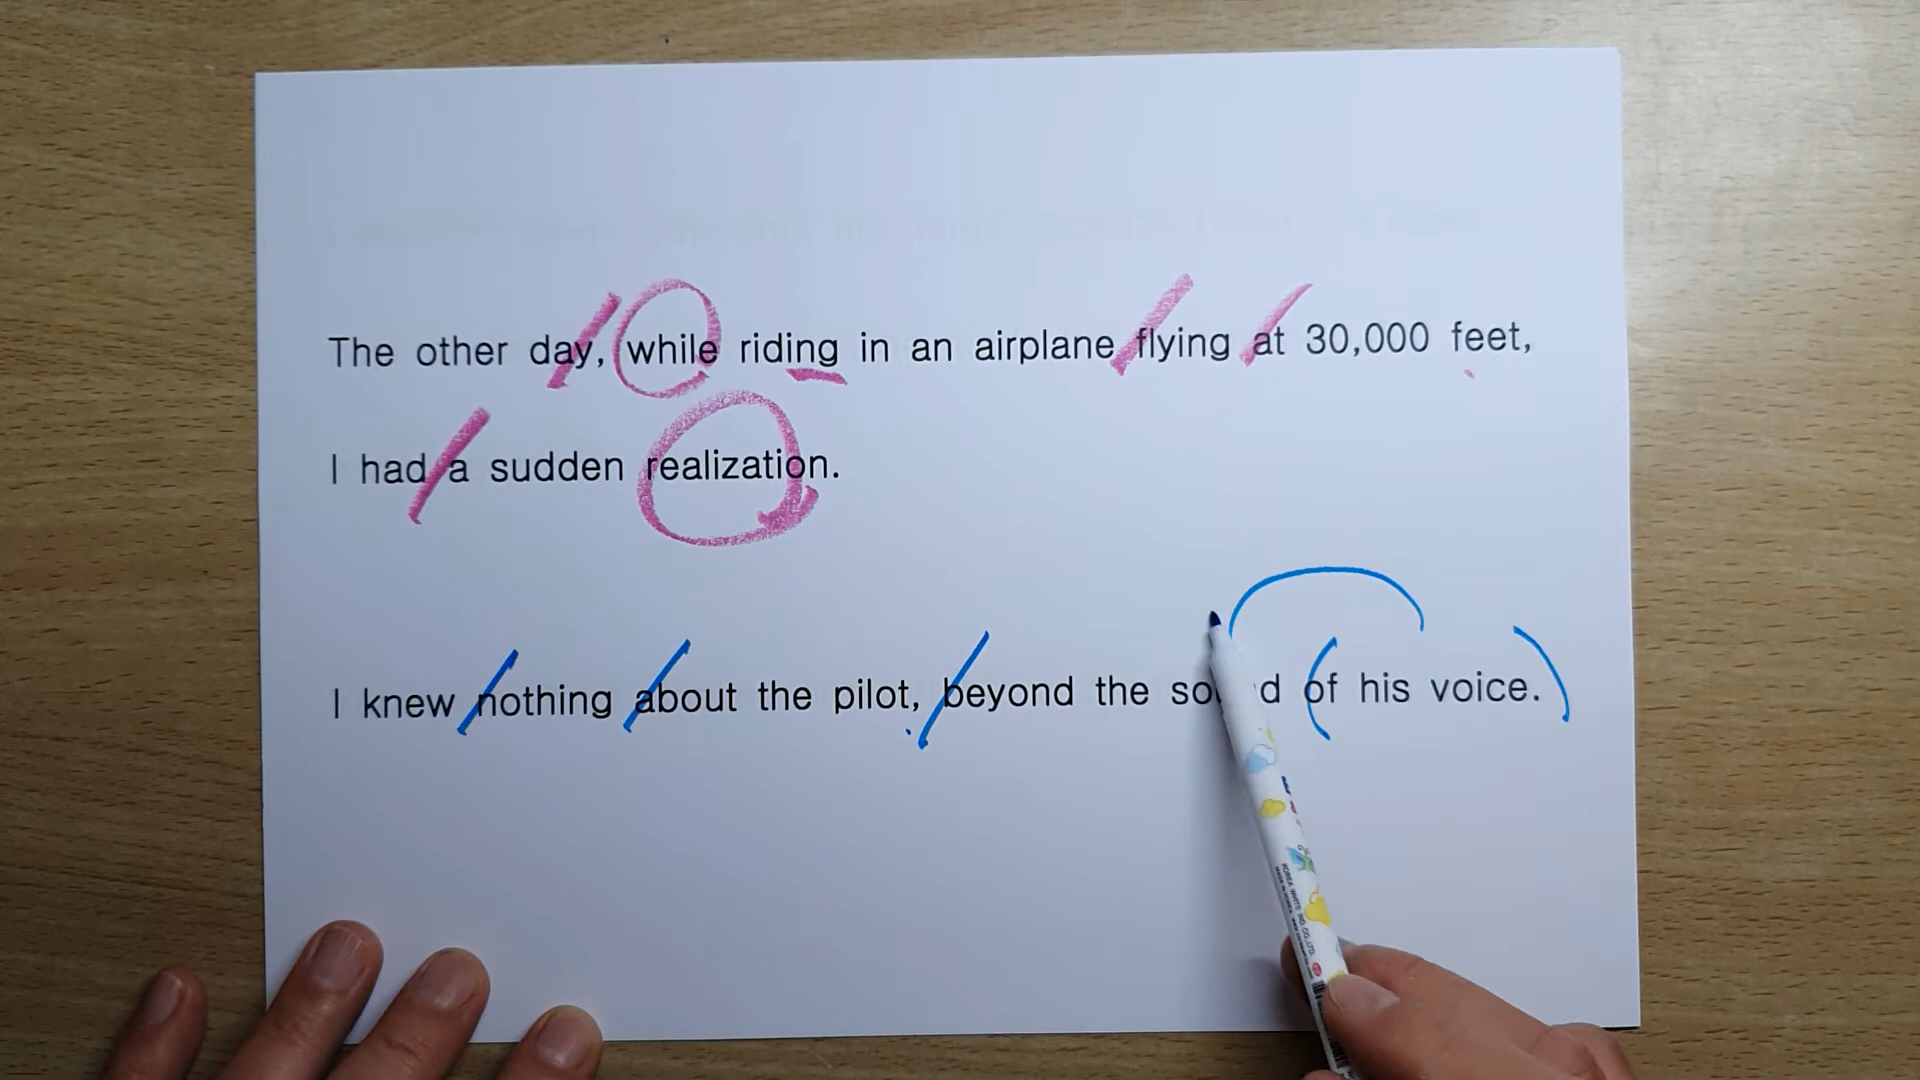 The other day, while riding in an airplane flying at 30,000 feet,
I had a sudden realization.
I knew nothing about the pilot, beyond the of his voice.